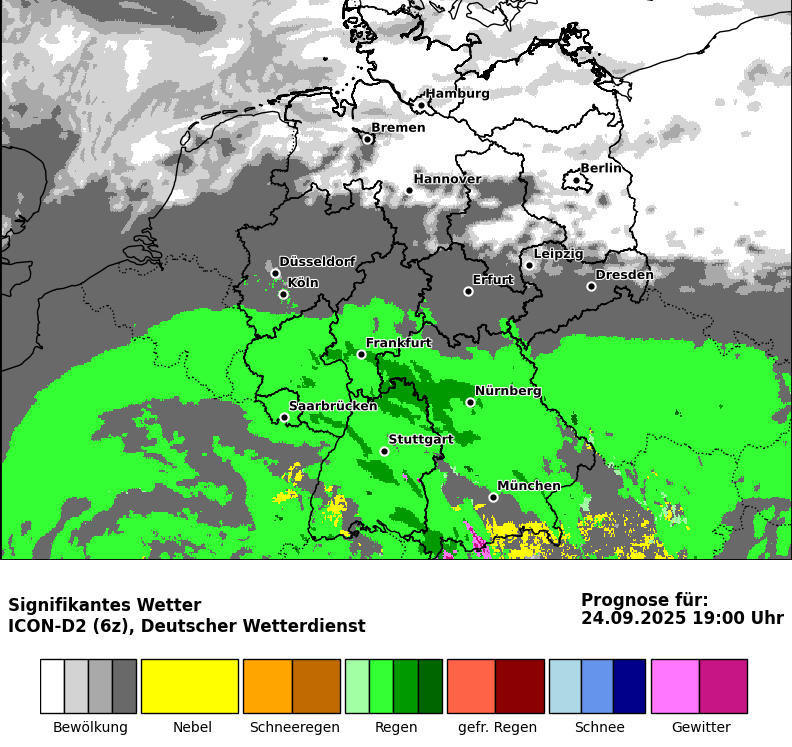 Hamburg
Bremen
Berlin
Hannover
Leipzig
Düsseldorf
Dresden
Köln
Erfurt
Frankfurt
Nürnberg
Saarbrücken
Stuttgart
München
Signifikantes Wetter
ICON-D2 (6z), Deutscher Wetterdienst
Prognose für:
24.09.2025 19:00 Uhr
Bewölkung Nebel Schneeregen Regen gefr. Regen Schnee Gewitter